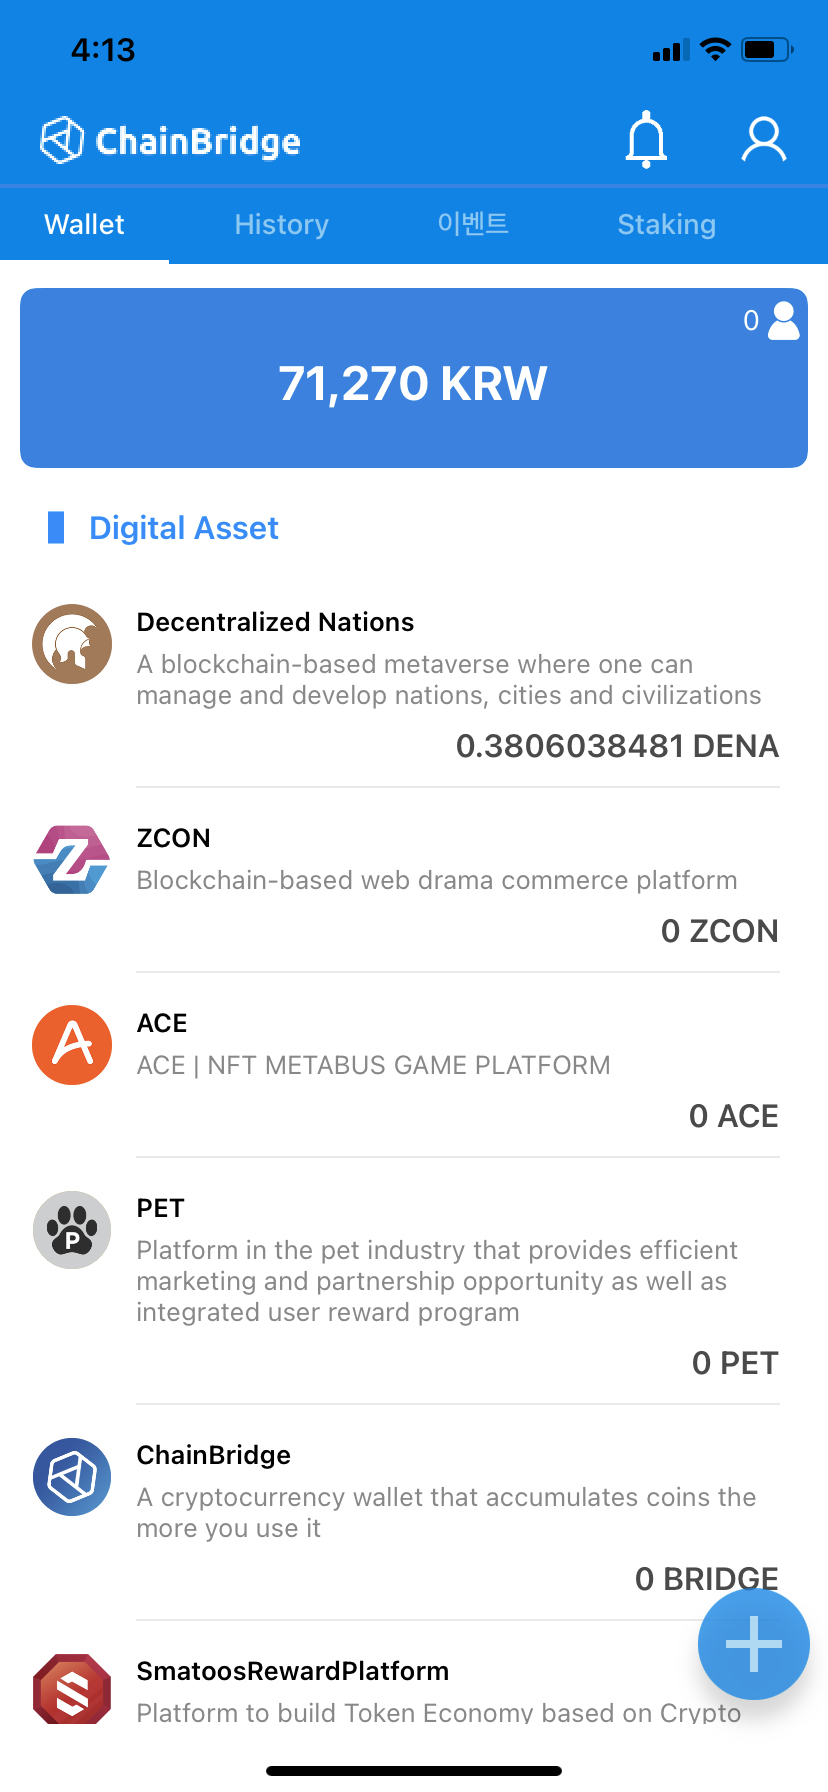 4:13
ChainBridge
Wallet
History
이벤트
Staking
0
71,270 KRW
Digital Asset
Decentralized Nations
A blockchain-based metaverse where one can
manage and develop nations, cities and civilizations
0.3806038481 DENA
ZCON
Blockchain-based web drama commerce platform
0 ZCON
ACE
ACE | NFT METABUS GAME PLATFORM
0 ACE
P
PET
Platform in the pet industry that provides efficient
marketing and partnership opportunity as well as
integrated user reward program
0 PET
ChainBridge
A cryptocurrency wallet that accumulates coins the
more you use it
0 BRIDGE
SmatoosRewardPlatform
Platform to build Token Economy based on Crypto